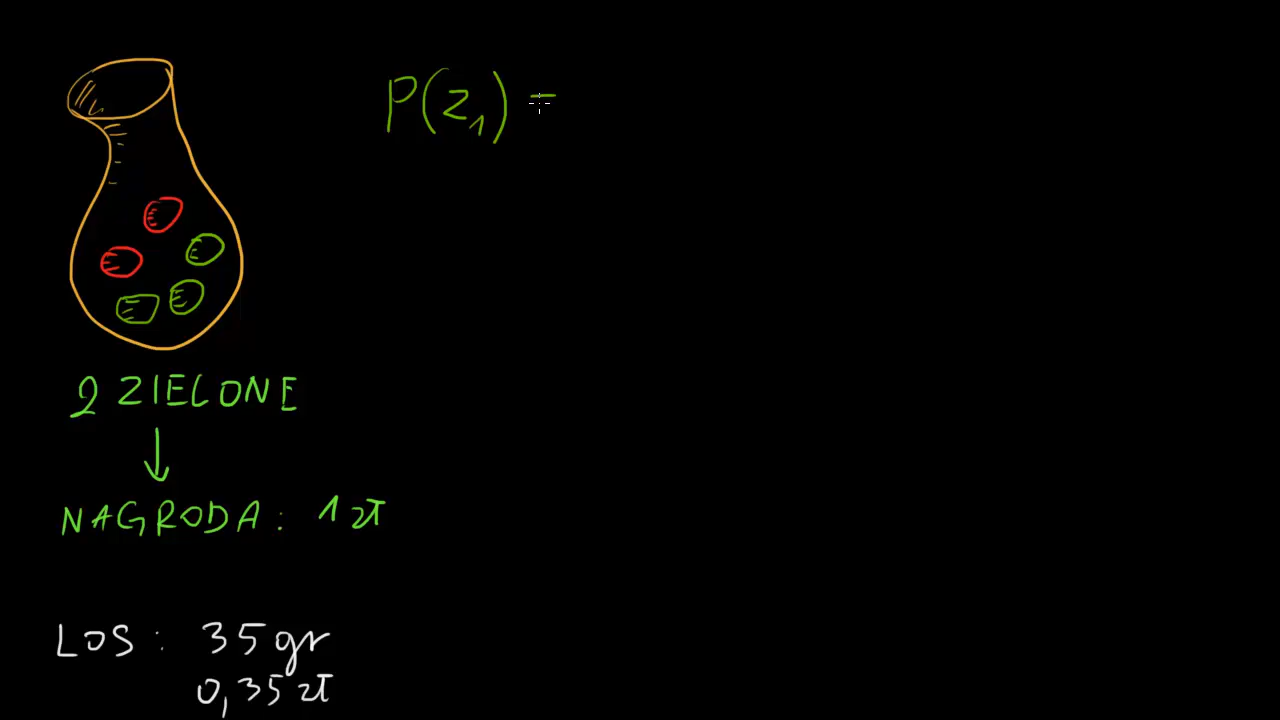 P(Z₁) =
2 ZIELONE
↓
NAGRODA: 1 zł
LOS: 35 gr
0,35 zł